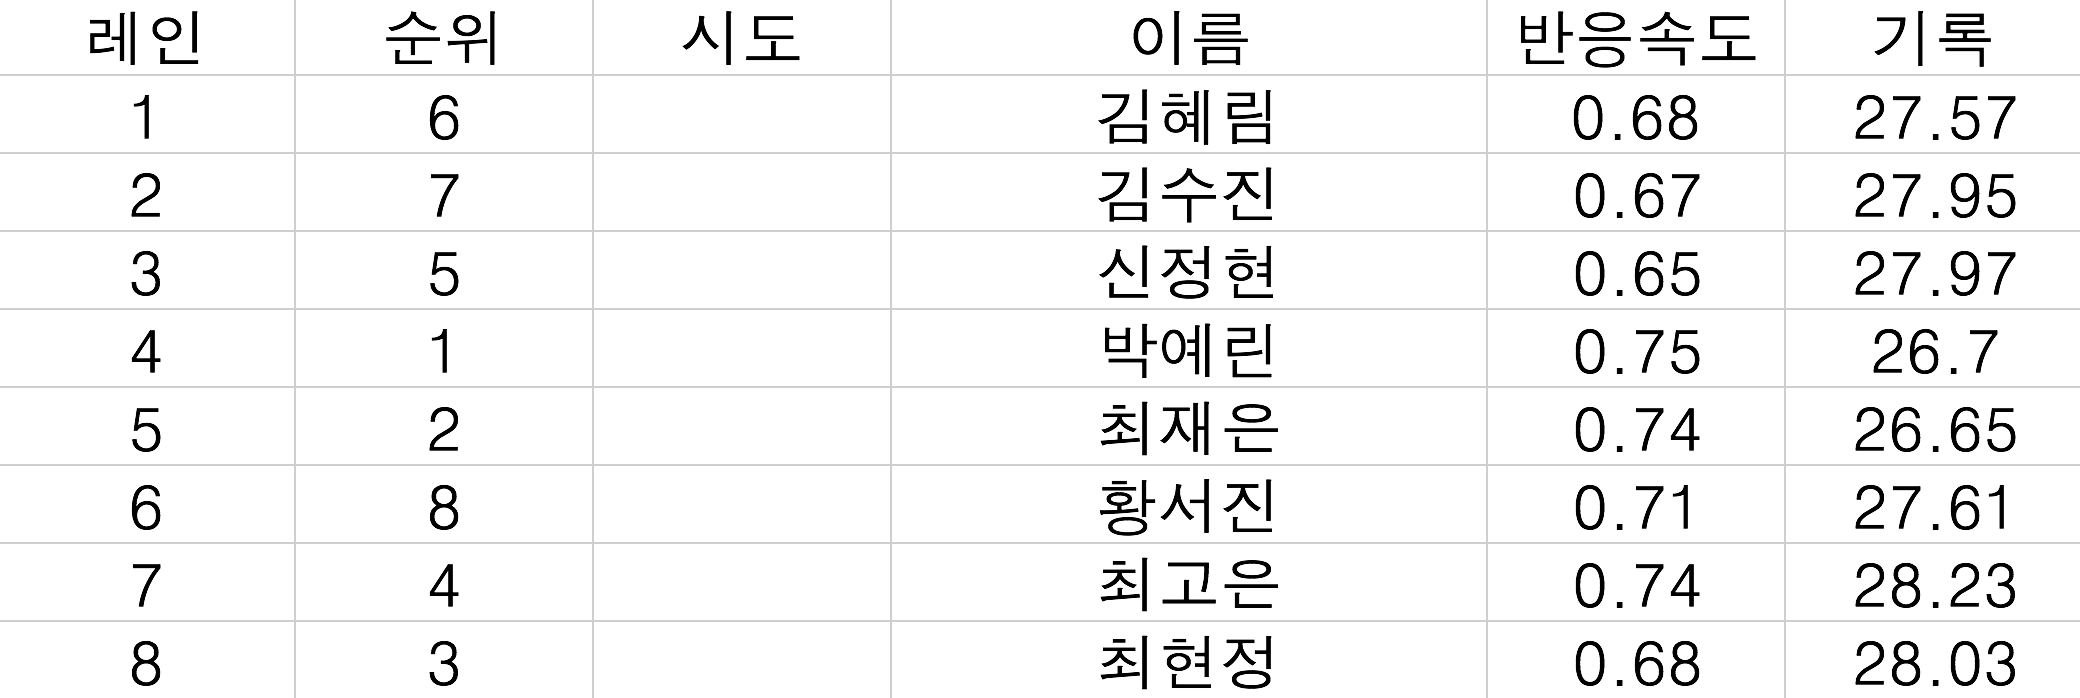 레인 순위 시도 이름 반응속도 기록
1 6 김혜림 0.68 27.57
2 7 김수진 0.67 27.95
3 5 신정현 0.65 27.97
4 1 박예린 0.75 26.7
5 2 최재은 0.74 26.65
6 8 황서진 0.71 27.61
7 4 최고은 0.74 28.23
8 3 최현정 0.68 28.03